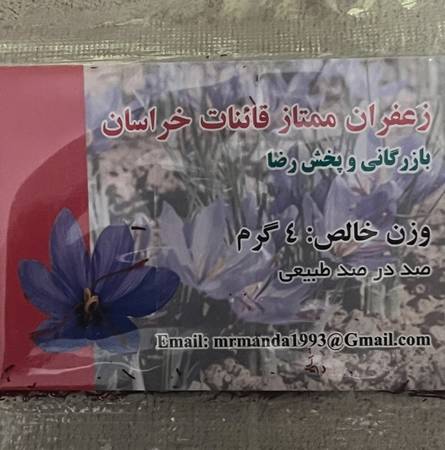 زعفران ممتاز قائنات خراسان
بازرگانی و پخش رضا
وزن خالص: ٤ گرم
صد در صد طبیعی
Email: mrmanda1993@Gmail.com